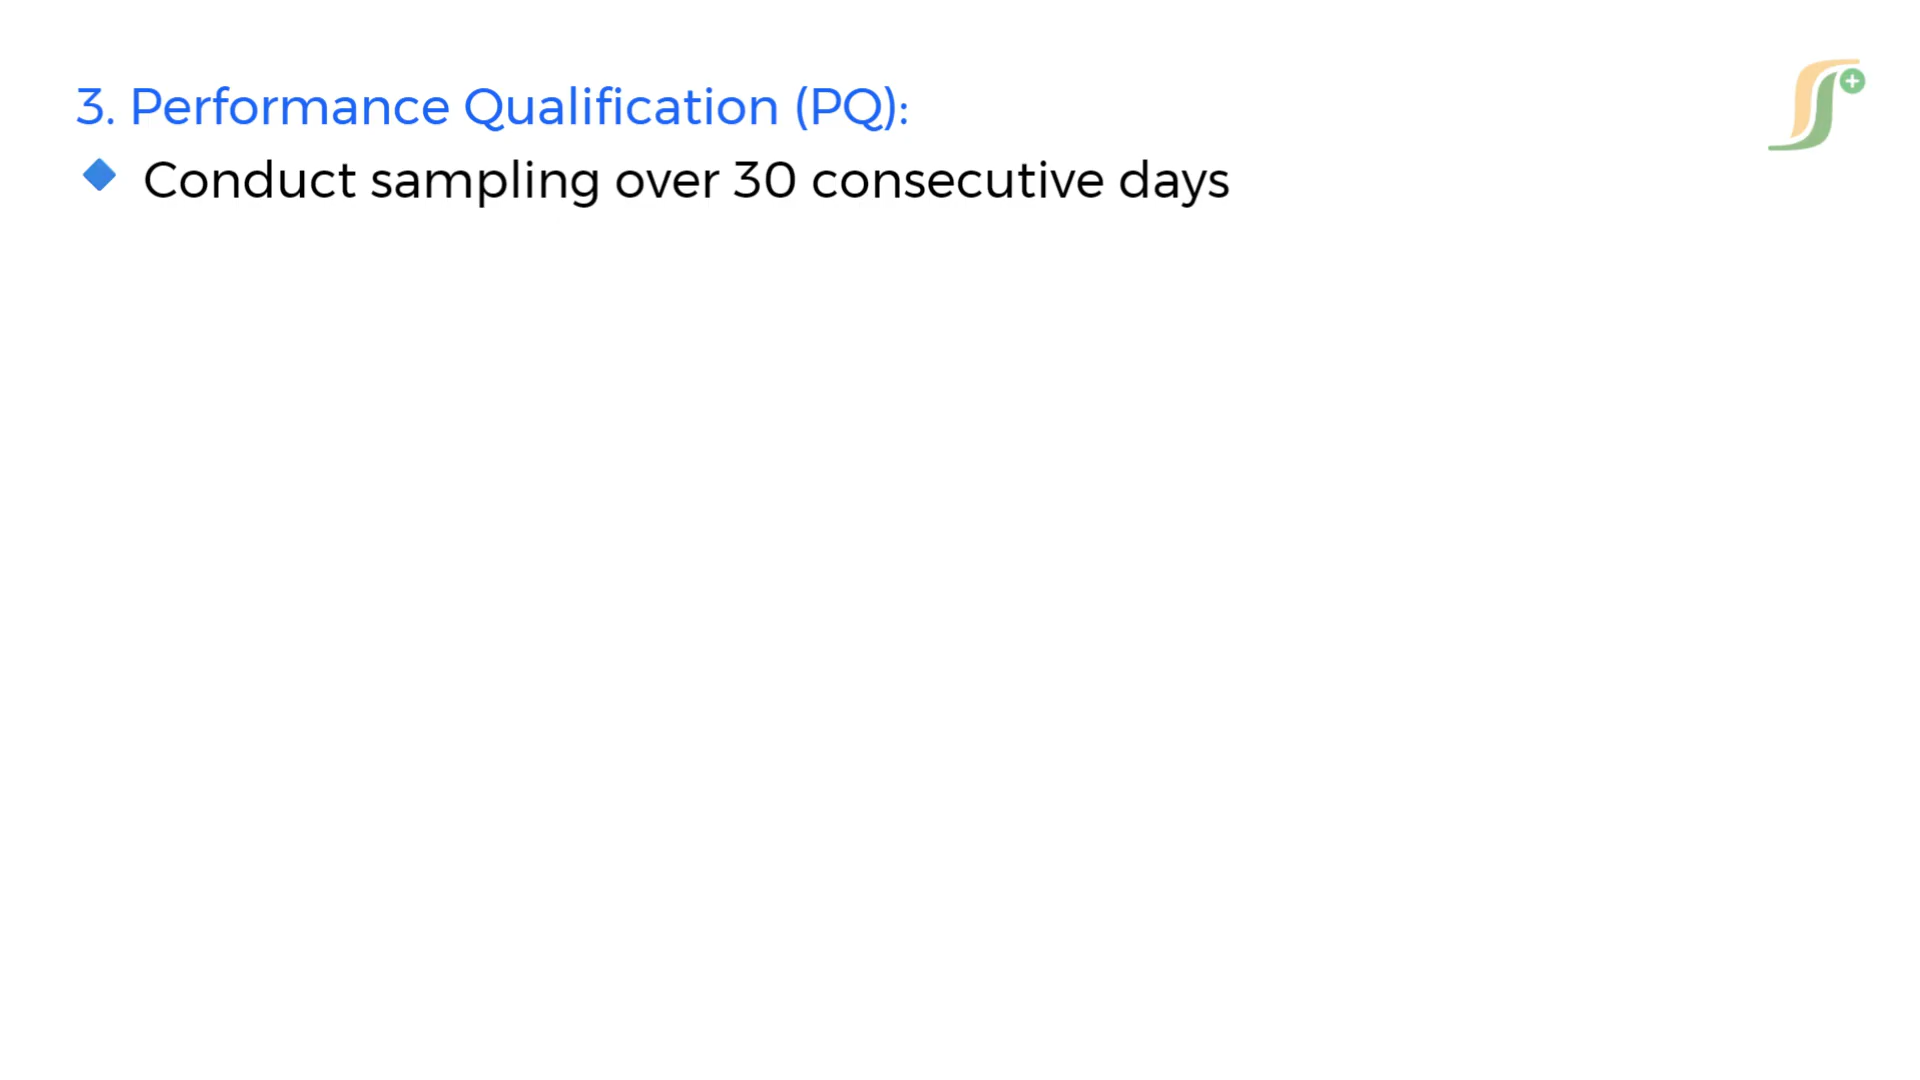 3. Performance Qualification (PQ):
Conduct sampling over 30 consecutive days